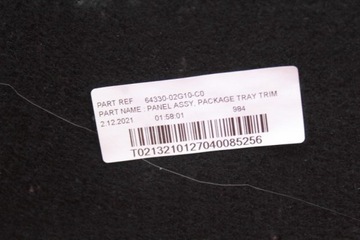 PART REF 64330-02G10-C0
PART NAME PANEL ASSY, PACKAGE TRAY TRIM
2.12.2021 01:58:01 984
T0213210127040085256